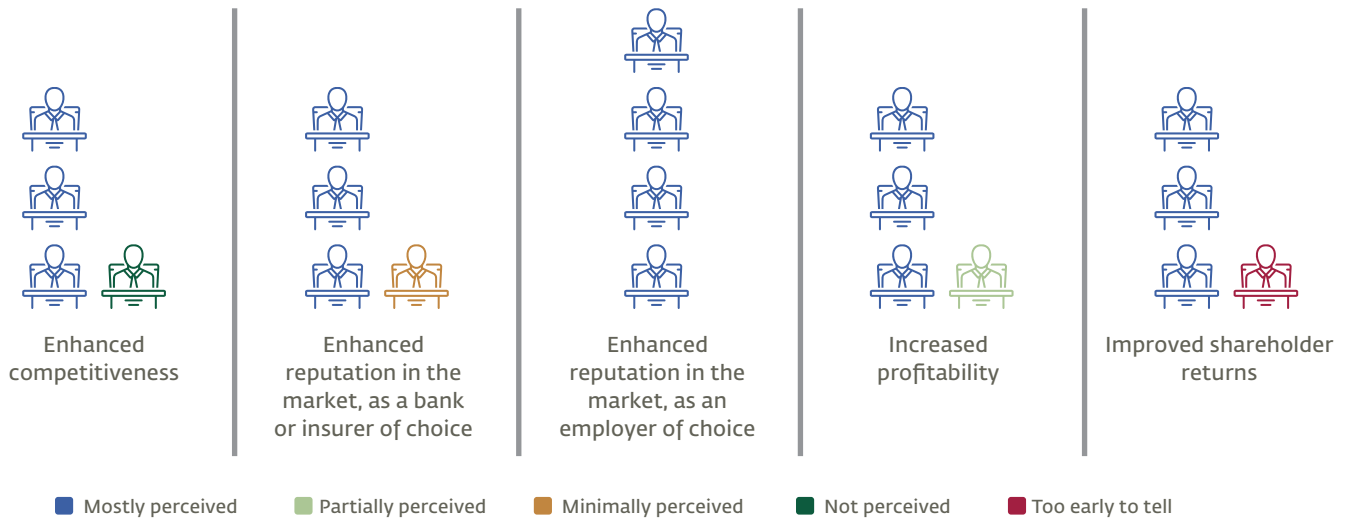 Enhanced
competitiveness
Enhanced
reputation in the
market, as a bank
or insurer of choice
Enhanced
reputation in the
market, as an
employer of choice
Increased
profitability
Improved shareholder
returns
Mostly perceived
Partially perceived
Minimally perceived
Not perceived
Too early to tell